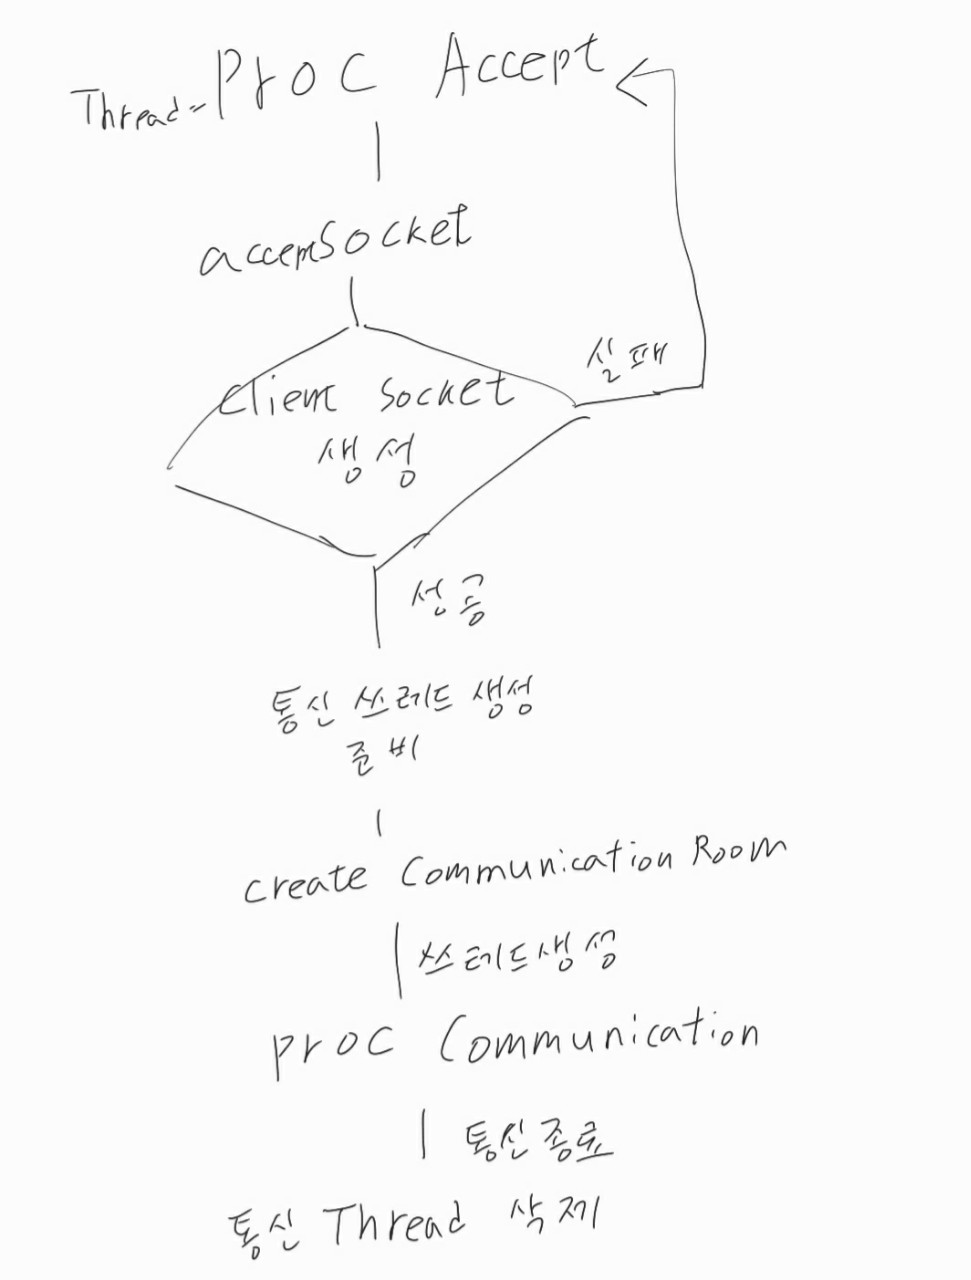 Thread- Proc Accept
accemSocket
client socket
생성
실패
성공
통신 쓰레드 생성
준비
create Communication Room
쓰레드생성
proc Communication
통신종료
통신 Thread 삭제